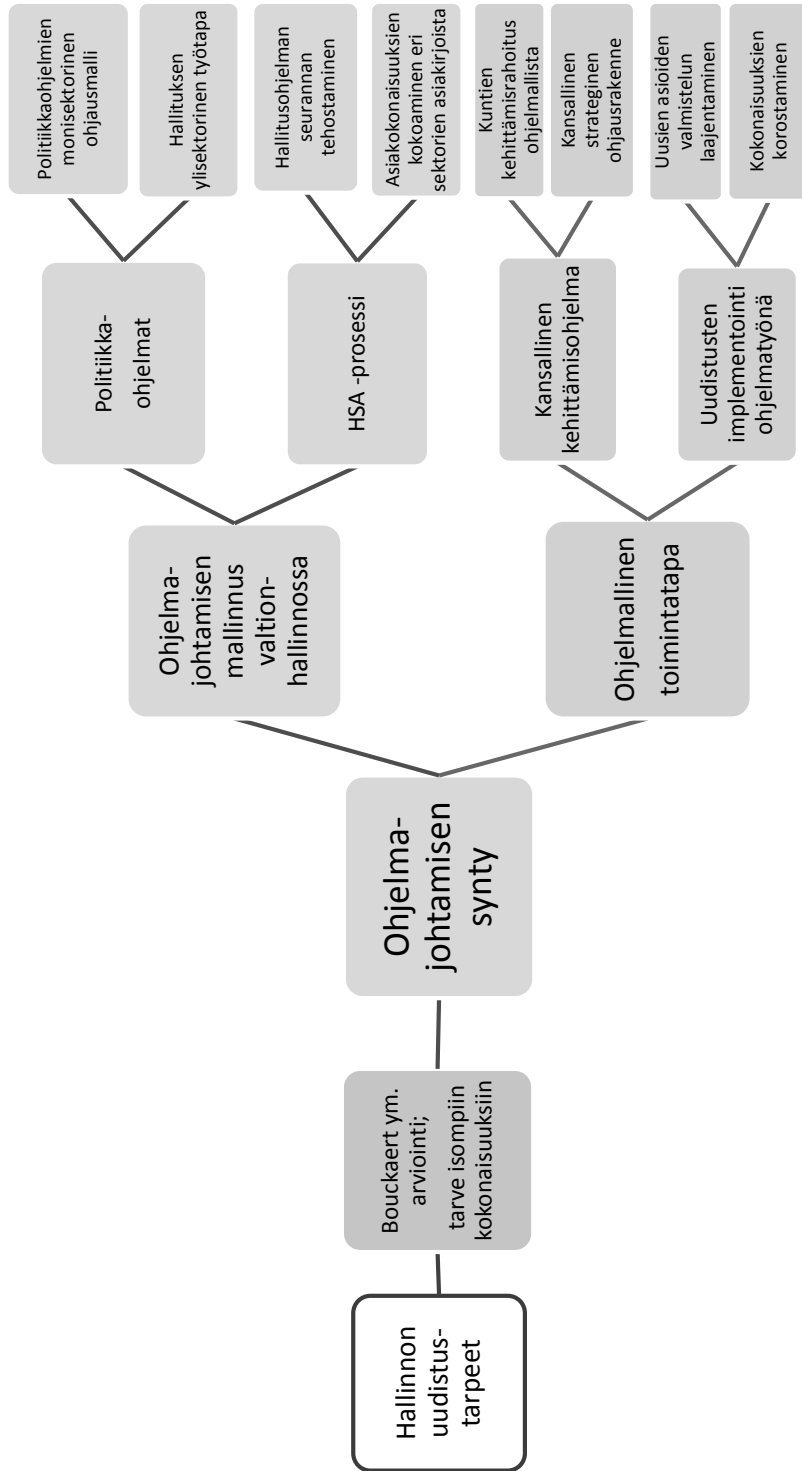 Hallinnon
uudistus-
tarpeet
Bouckaert ym.
arviointi;
tarve isompiin
kokonaisuuksiin
Ohjelma-
johtamisen
synty
Ohjelma-
johtamisen
mallinnus
valtion-
hallinnossa
Politiikka-
ohjelmat
Politiikkaohjelmien
monisektorinen
ohjausmalli
Hallituksen
ylisektorinen työtapa
HSA -prosessi
Hallitusohjelman
seurannan
tehostaminen
Asiakokonaisuuksien
kokoaminen eri
sektorien asiakirjoista
Ohjelmallinen
toimintatapa
Kansallinen
kehittämisohjelma
Kuntien
kehittämisrahoitus
ohjelmallista
Kansallinen
strateginen
ohjausrakenne
Uudistusten
implementointi
ohjelmatyönä
Uusien asioiden
valmistelun
laajentaminen
Kokonaisuuksien
korostaminen